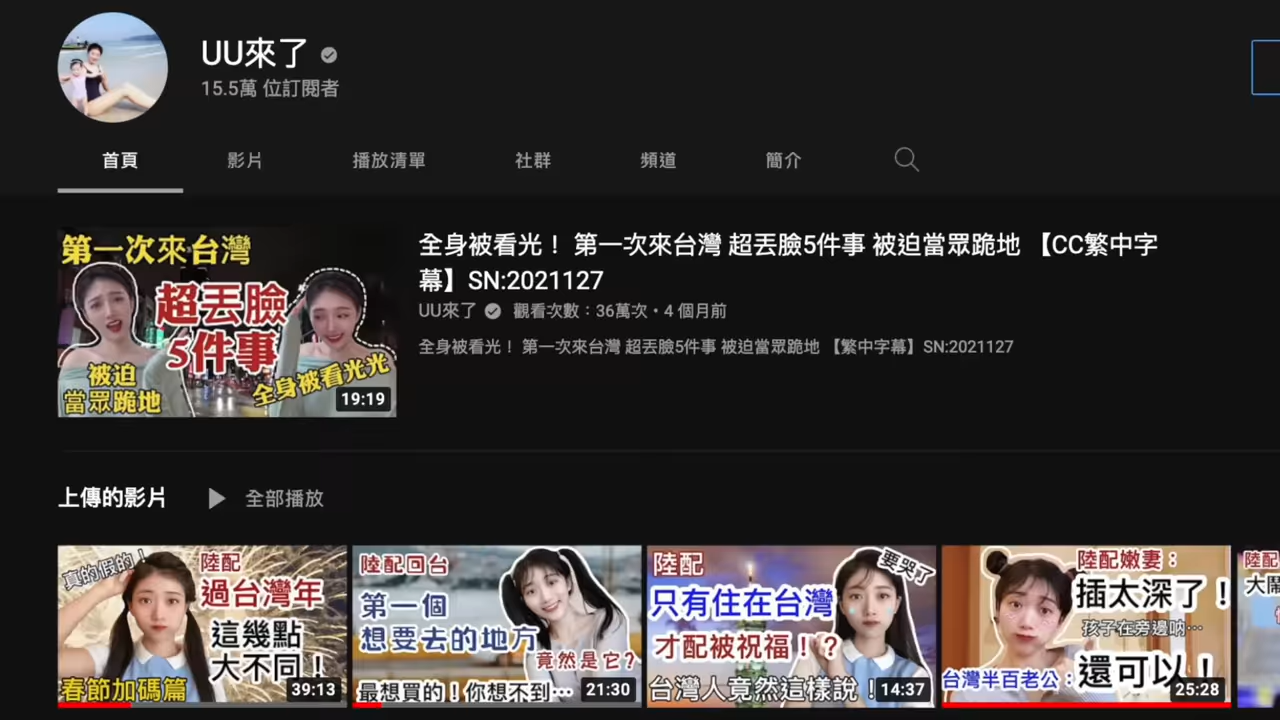 UU來了
15.5萬 位訂閱者
首頁 影片 播放清單 社群 頻道 簡介
第一次來台灣
超丟臉
5件事
被迫
當眾跪地
全身被看光光
19:19
全身被看光！ 第一次來台灣 超丟臉5件事 被迫當眾跪地 【CC繁中字
幕】SN:2021127
UU來了 觀看次數：36萬次・4 個月前
全身被看光！ 第一次來台灣 超丟臉5件事 被迫當眾跪地 【繁中字幕】SN:2021127
上傳的影片 全部播放
真的假的！
陸配
過台灣年
這幾點
大不同！
春節加碼篇
39:13
陸配回台
第一個
想要去的地方
竟然是它?
最想買的！你想不到…
21:30
陸配
要哭了
只有住在台灣
才配被祝福！？
台灣人竟然這樣說！
14:37
陸配嫩妻：
插太深了！
孩子在旁邊吶…
台灣半百老公：
還可以！
25:28
陸配
大鬧